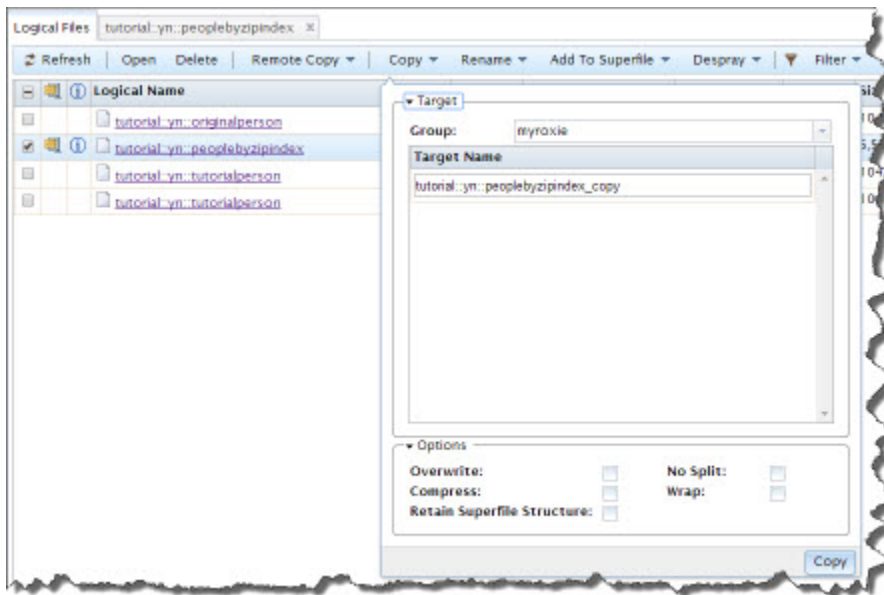 Logical Files tutorial::yn::peoplebyzipindex x
Refresh Open Delete Remote Copy Copy Rename Add To Superfile Despray Filter
Logical Name
tutorial::yn::originalperson
tutorial::yn::peoplebyzipindex
tutorial::yn::tutorialperson
tutorial::yn::tutorialperson
Target
Group: myroxie
Target Name
tutorial::yn::peoplebyzipindex_copy
Options
Overwrite: No Split:
Compress: Wrap:
Retain Superfile Structure:
Copy